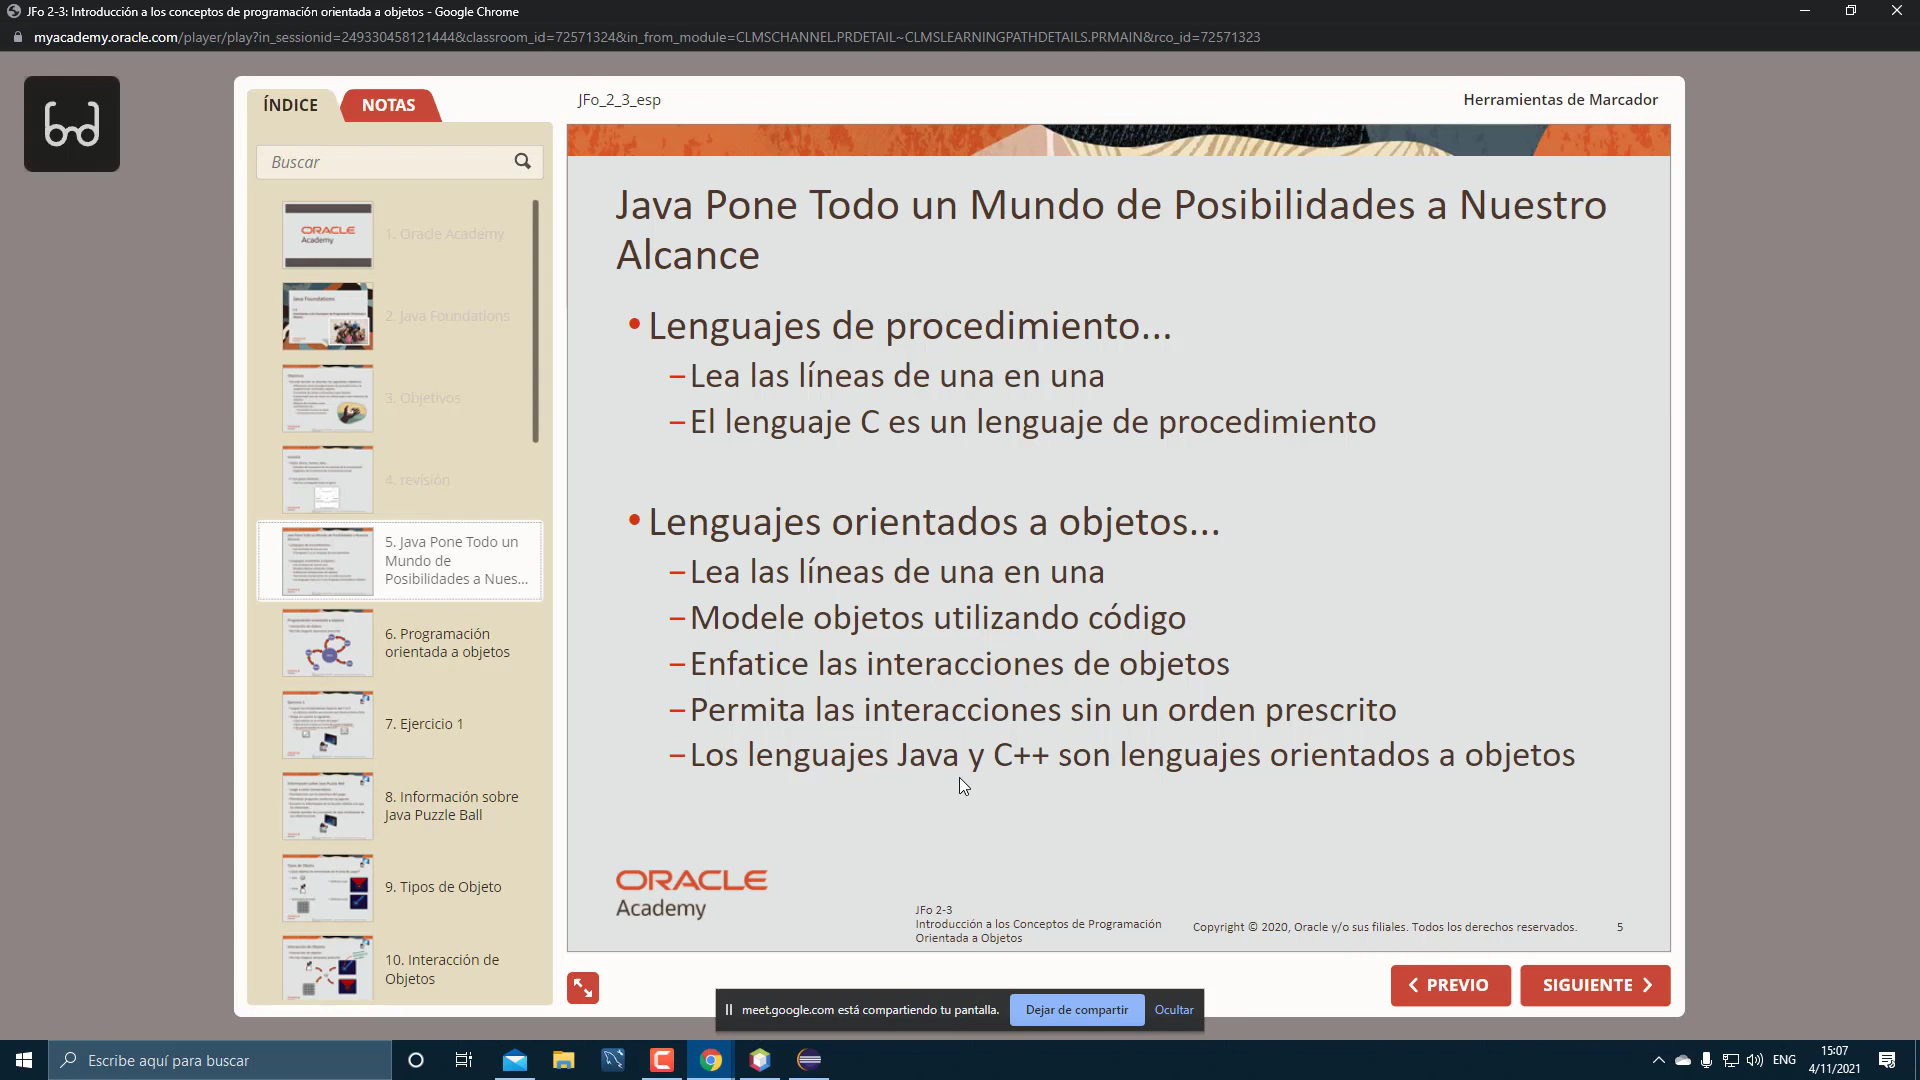 JFo 2-3: Introducción a los conceptos de programación orientada a objetos - Google Chrome
myacademy.oracle.com/player/play?in_sessionid=249330458121444&classroom_id=72571324&in_from_module=CLMSCHANNEL.PRDETAIL~CLMSLEARNINGPATHDETAILS.PRMAIN&rco_id=72571323
ÍNDICE
NOTAS
JFo_2_3_esp
Herramientas de Marcador
Buscar
ORACLE
Academy
1. Oracle Academy
Java Foundations
2. Java Foundations
3. Objetivos
4. revisión
5. Java Pone Todo un
Mundo de
Posibilidades a Nues...
6. Programación
orientada a objetos
7. Ejercicio 1
8. Información sobre
Java Puzzle Ball
9. Tipos de Objeto
10. Interacción de
Objetos
Java Pone Todo un Mundo de Posibilidades a Nuestro
Alcance
•Lenguajes de procedimiento...
–Lea las líneas de una en una
–El lenguaje C es un lenguaje de procedimiento
•Lenguajes orientados a objetos...
–Lea las líneas de una en una
–Modele objetos utilizando código
–Enfatice las interacciones de objetos
–Permita las interacciones sin un orden prescrito
–Los lenguajes Java y C++ son lenguajes orientados a objetos
ORACLE
Academy
JFo 2-3
Introducción a los Conceptos de Programación
Orientada a Objetos
Copyright © 2020, Oracle y/o sus filiales. Todos los derechos reservados.
5
PREVIO
SIGUIENTE
meet.google.com está compartiendo tu pantalla.
Dejar de compartir
Ocultar
Escribe aquí para buscar
ENG
15:07
4/11/2021